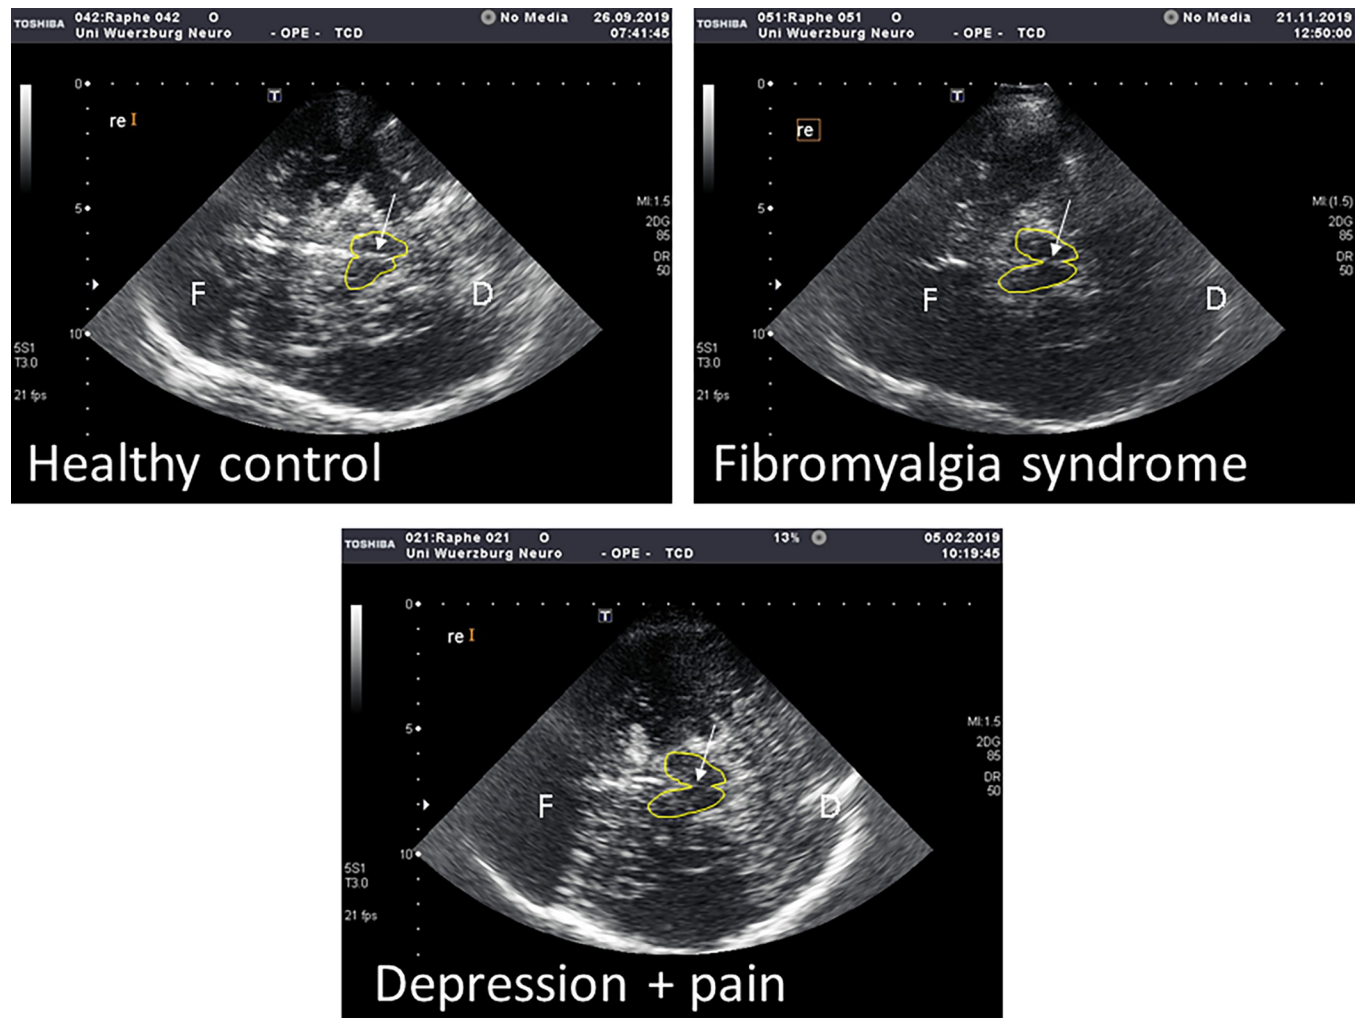 TOSHIBA 042:Raphe 042 O No Media 26.09.2019
Uni Wuerzburg Neuro - OPE - TCD 07:41:45
0
T
re I
MI:1.5
2DG
85
DR
50
5
F D
10
5S1
T3.0
21 fps
Healthy control
TOSHIBA 051:Raphe 051 O No Media 21.11.2019
Uni Wuerzburg Neuro - OPE - TCD 12:50:00
0
T
re
MI:(1.5)
2DG
85
DR
50
5
F D
10
5S1
T3.0
21 fps
Fibromyalgia syndrome
TOSHIBA 021:Raphe 021 O 13% 05.02.2019
Uni Wuerzburg Neuro - OPE - TCD 10:19:45
0
T
re I
MI:1.5
2DG
85
DR
50
5
F D
10
5S1
T3.0
21 fps
Depression + pain